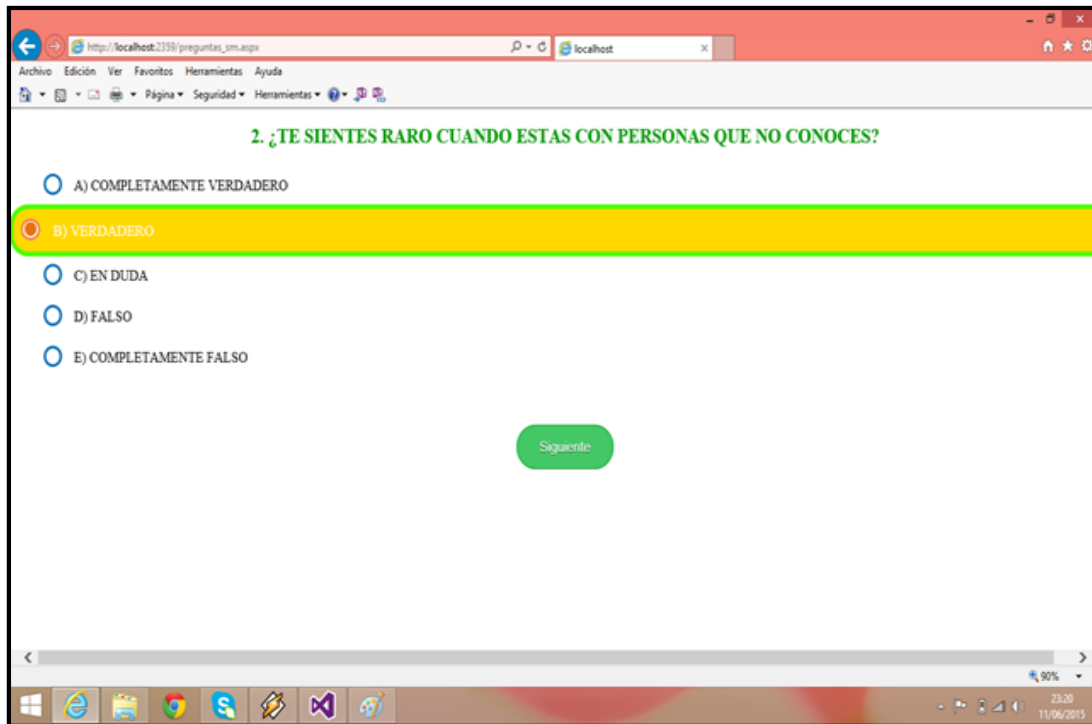 http://localhost:2359/preguntas_sm.aspx
localhost
Archivo Edición Ver Favoritos Herramientas Ayuda
Página Seguridad Herramientas
2. ¿TE SIENTES RARO CUANDO ESTAS CON PERSONAS QUE NO CONOCES?
A) COMPLETAMENTE VERDADERO
B) VERDADERO
C) EN DUDA
D) FALSO
E) COMPLETAMENTE FALSO
Siguiente
90%
23:20
11/06/2015